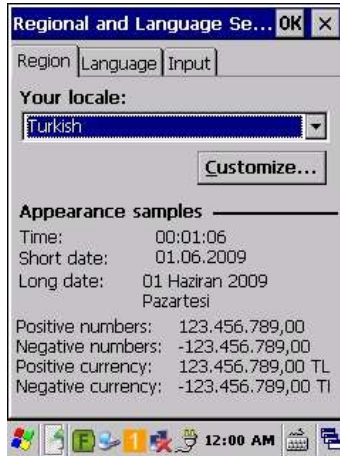 Regional and Language Se... OK ×
Region Language Input
Your locale:
Turkish
Customize...
Appearance samples
Time: 00:01:06
Short date: 01.06.2009
Long date: 01 Haziran 2009
Pazartesi
Positive numbers: 123.456.789,00
Negative numbers: -123.456.789,00
Positive currency: 123.456.789,00 TL
Negative currency: -123.456.789,00 Tl
F 1 12:00 AM